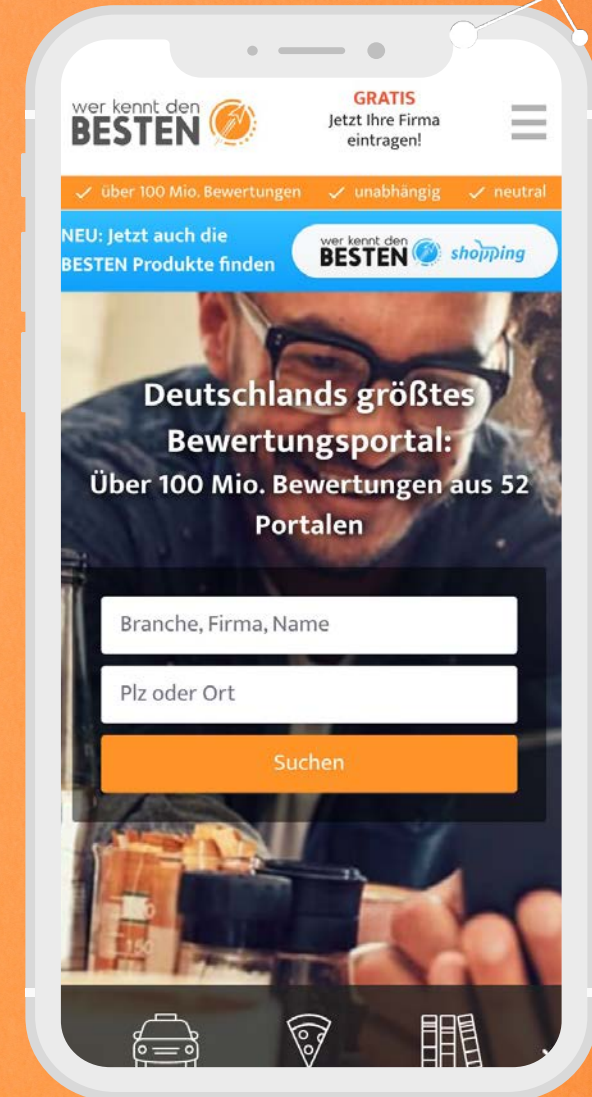 wer kennt den
BESTEN
GRATIS
Jetzt Ihre Firma
eintragen!
✓ über 100 Mio. Bewertungen ✓ unabhängig ✓ neutral
NEU: Jetzt auch die
BESTEN Produkte finden
wer kennt den
BESTEN shopping
Deutschlands größtes
Bewertungsportal:
Über 100 Mio. Bewertungen aus 52
Portalen
Branche, Firma, Name
Plz oder Ort
Suchen
150